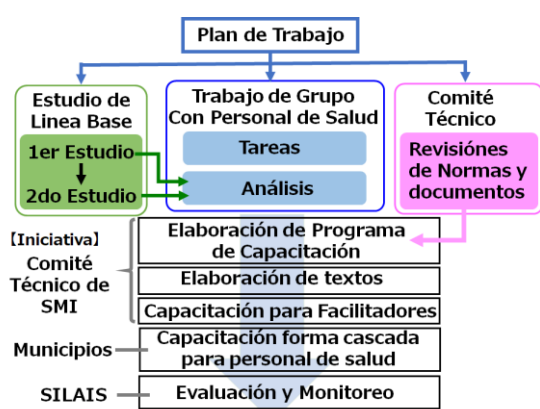 Plan de Trabajo
Estudio de
Linea Base
1er Estudio
2do Estudio
Trabajo de Grupo
Con Personal de Salud
Tareas
Análisis
Comité
Técnico
Revisiónes
de Normas y
documentos
【Iniciativa】
Comité
Técnico de
SMI
Elaboración de Programa
de Capacitación
Elaboración de textos
Capacitación para Facilitadores
Municipios
Capacitación forma cascada
para personal de salud
SILAIS
Evaluación y Monitoreo